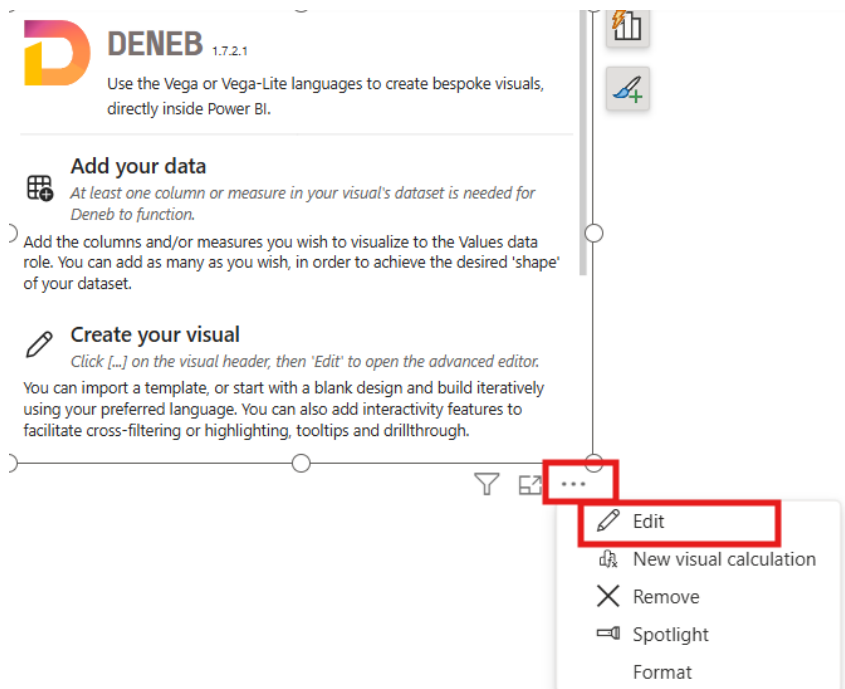 DENEB 1.7.2.1
Use the Vega or Vega-Lite languages to create bespoke visuals,
directly inside Power BI.
Add your data
At least one column or measure in your visual's dataset is needed for
Deneb to function.
Add the columns and/or measures you wish to visualize to the Values data
role. You can add as many as you wish, in order to achieve the desired 'shape'
of your dataset.
Create your visual
Click [...] on the visual header, then 'Edit' to open the advanced editor.
You can import a template, or start with a blank design and build iteratively
using your preferred language. You can also add interactivity features to
facilitate cross-filtering or highlighting, tooltips and drillthrough.
Edit
New visual calculation
Remove
Spotlight
Format